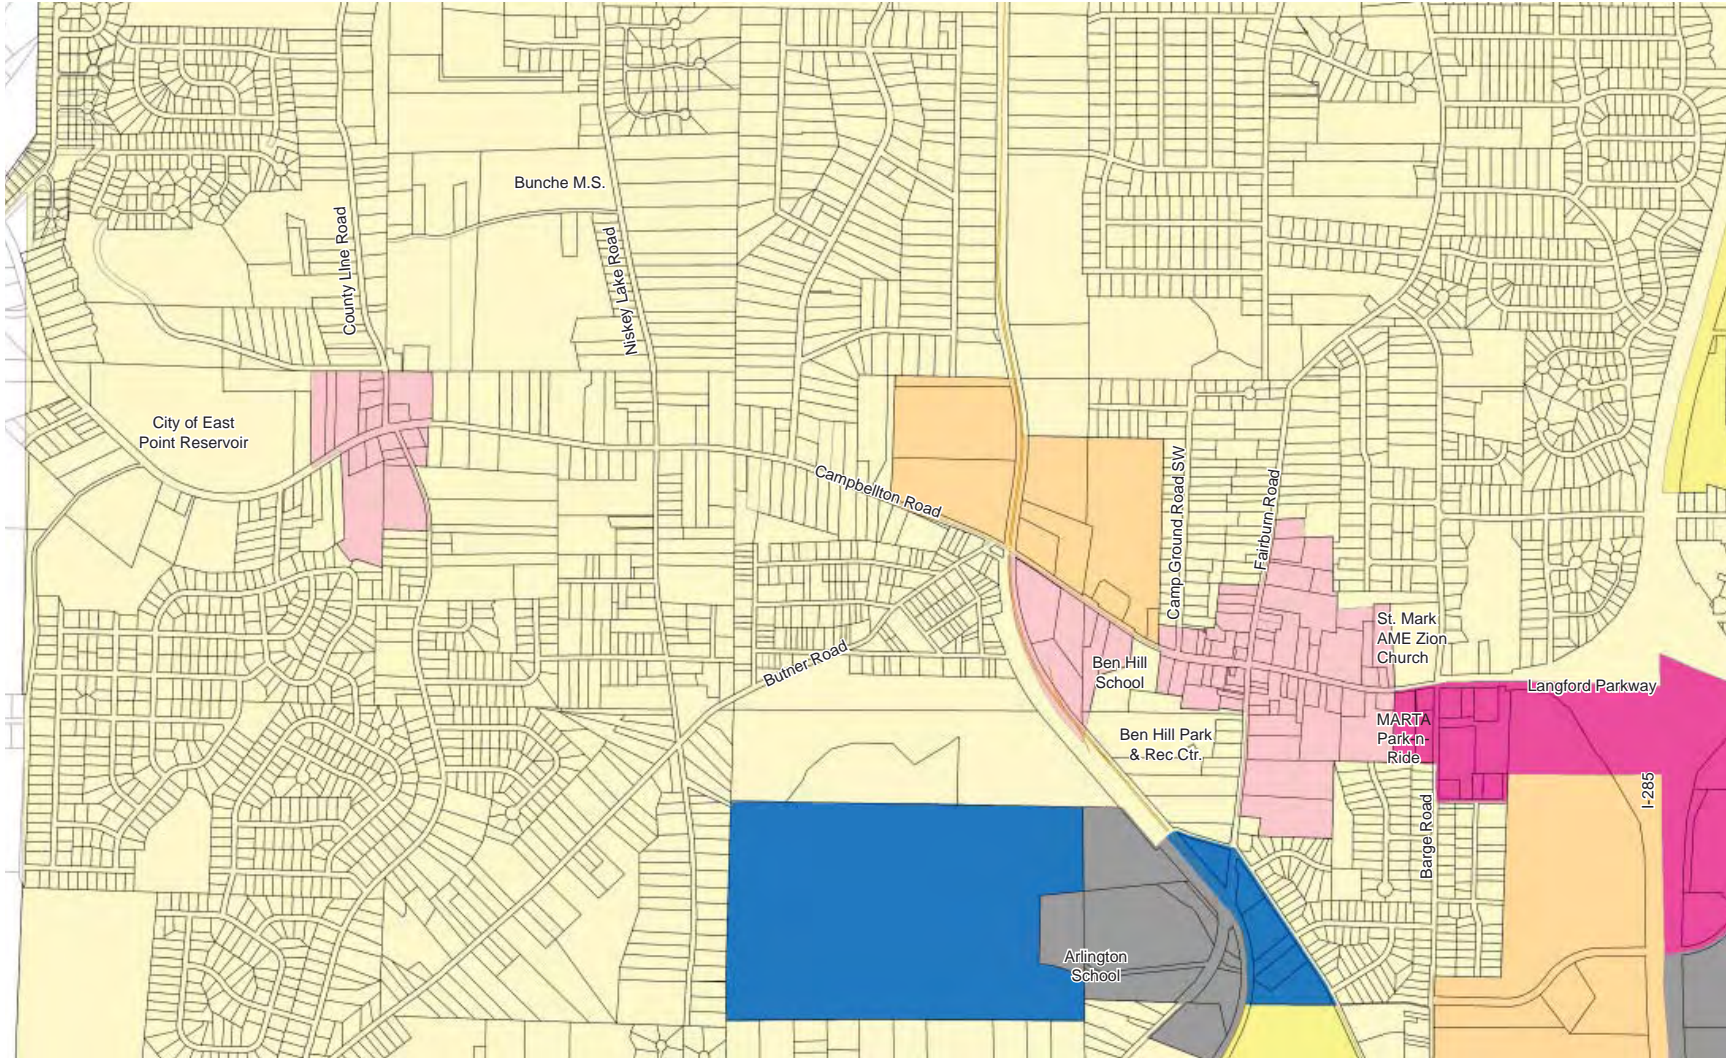 Bunche M.S.
County LIne Road
Niskey Lake Road
City of East
Point Reservoir
Campbellton Road
Camp Ground Road SW
Fairburn Road
St. Mark
AME Zion
Church
Butner Road
Ben Hill
School
Langford Parkway
MARTA
Park-n-
Ride
Ben Hill Park
& Rec Ctr.
I-285
Barge Road
Arlington
School